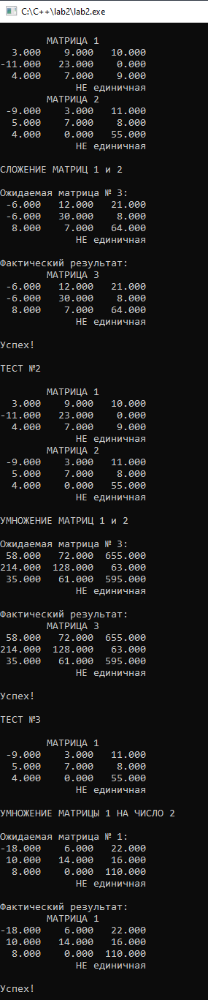 C:\C++\lab2\lab2.exe
МАТРИЦА 1
3.000 9.000 10.000
-11.000 23.000 0.000
4.000 7.000 9.000
НЕ единичная
МАТРИЦА 2
-9.000 3.000 11.000
5.000 7.000 8.000
4.000 0.000 55.000
НЕ единичная
СЛОЖЕНИЕ МАТРИЦ 1 и 2
Ожидаемая матрица № 3:
-6.000 12.000 21.000
-6.000 30.000 8.000
8.000 7.000 64.000
НЕ единичная
Фактический результат:
МАТРИЦА 3
-6.000 12.000 21.000
-6.000 30.000 8.000
8.000 7.000 64.000
НЕ единичная
Успех!
ТЕСТ №2
МАТРИЦА 1
3.000 9.000 10.000
-11.000 23.000 0.000
4.000 7.000 9.000
НЕ единичная
МАТРИЦА 2
-9.000 3.000 11.000
5.000 7.000 8.000
4.000 0.000 55.000
НЕ единичная
УМНОЖЕНИЕ МАТРИЦ 1 и 2
Ожидаемая матрица № 3:
58.000 72.000 655.000
214.000 128.000 63.000
35.000 61.000 595.000
НЕ единичная
Фактический результат:
МАТРИЦА 3
58.000 72.000 655.000
214.000 128.000 63.000
35.000 61.000 595.000
НЕ единичная
Успех!
ТЕСТ №3
МАТРИЦА 1
-9.000 3.000 11.000
5.000 7.000 8.000
4.000 0.000 55.000
НЕ единичная
УМНОЖЕНИЕ МАТРИЦЫ 1 НА ЧИСЛО 2
Ожидаемая матрица № 1:
-18.000 6.000 22.000
10.000 14.000 16.000
8.000 0.000 110.000
НЕ единичная
Фактический результат:
МАТРИЦА 1
-18.000 6.000 22.000
10.000 14.000 16.000
8.000 0.000 110.000
НЕ единичная
Успех!